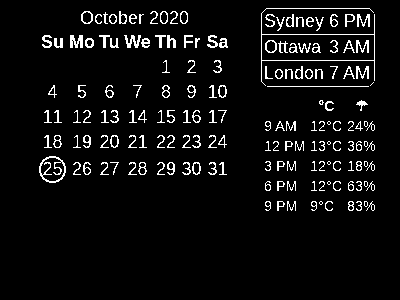 October 2020
Su Mo Tu We Th Fr Sa
1 2 3
4 5 6 7 8 9 10
11 12 13 14 15 16 17
18 19 20 21 22 23 24
25 26 27 28 29 30 31
Sydney 6 PM
Ottawa 3 AM
London 7 AM
°C
9 AM 12°C 24%
12 PM 13°C 36%
3 PM 12°C 18%
6 PM 12°C 63%
9 PM 9°C 83%